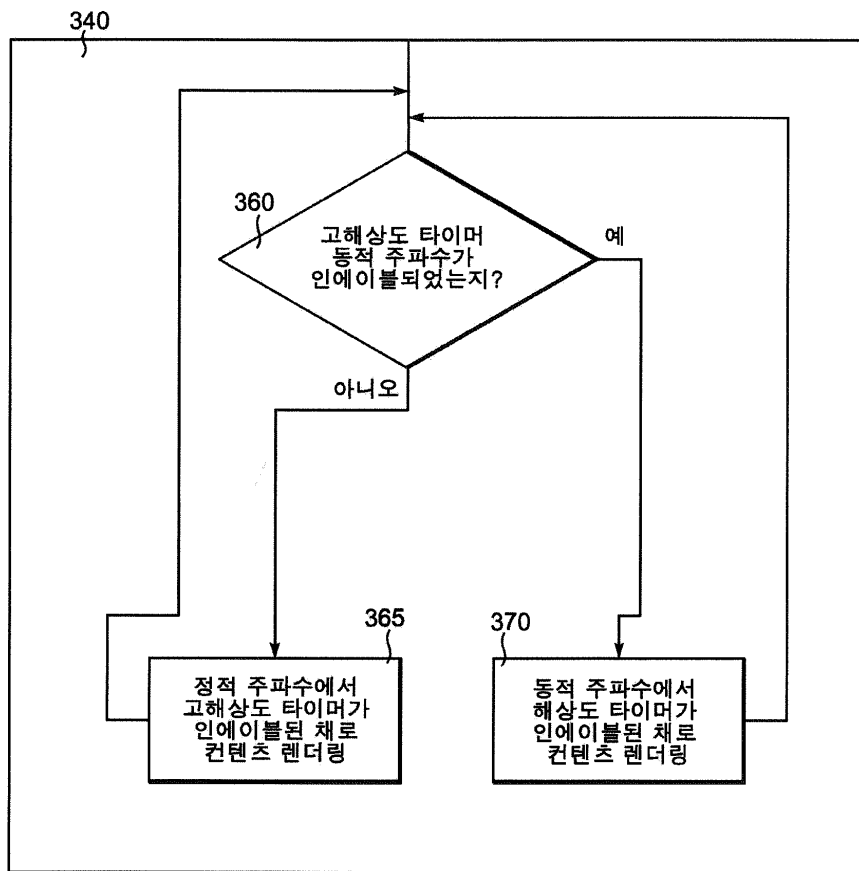 340
360
고해상도 타이머
동적 주파수가
인에이블되었는지?
예
아니오
365
정적 주파수에서
고해상도 타이머가
인에이블된 채로
컨텐츠 렌더링
370
동적 주파수에서
해상도 타이머가
인에이블된 채로
컨텐츠 렌더링